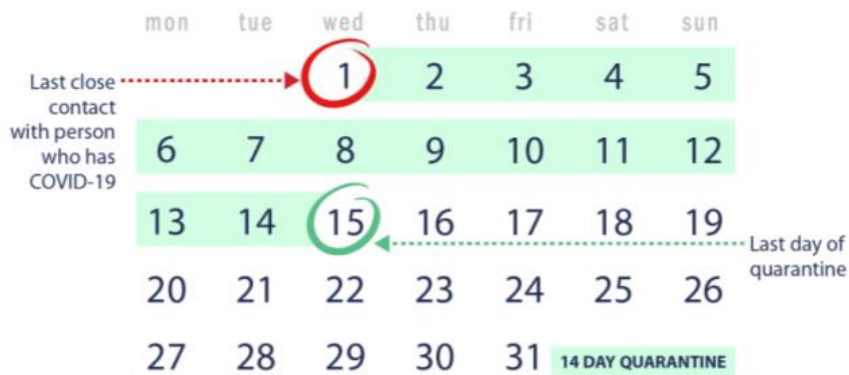 mon tue wed thu fri sat sun
1 2 3 4 5
Last close
contact
with person
who has
COVID-19
6 7 8 9 10 11 12
13 14 15 16 17 18 19
Last day of
quarantine
20 21 22 23 24 25 26
27 28 29 30 31 14 DAY QUARANTINE